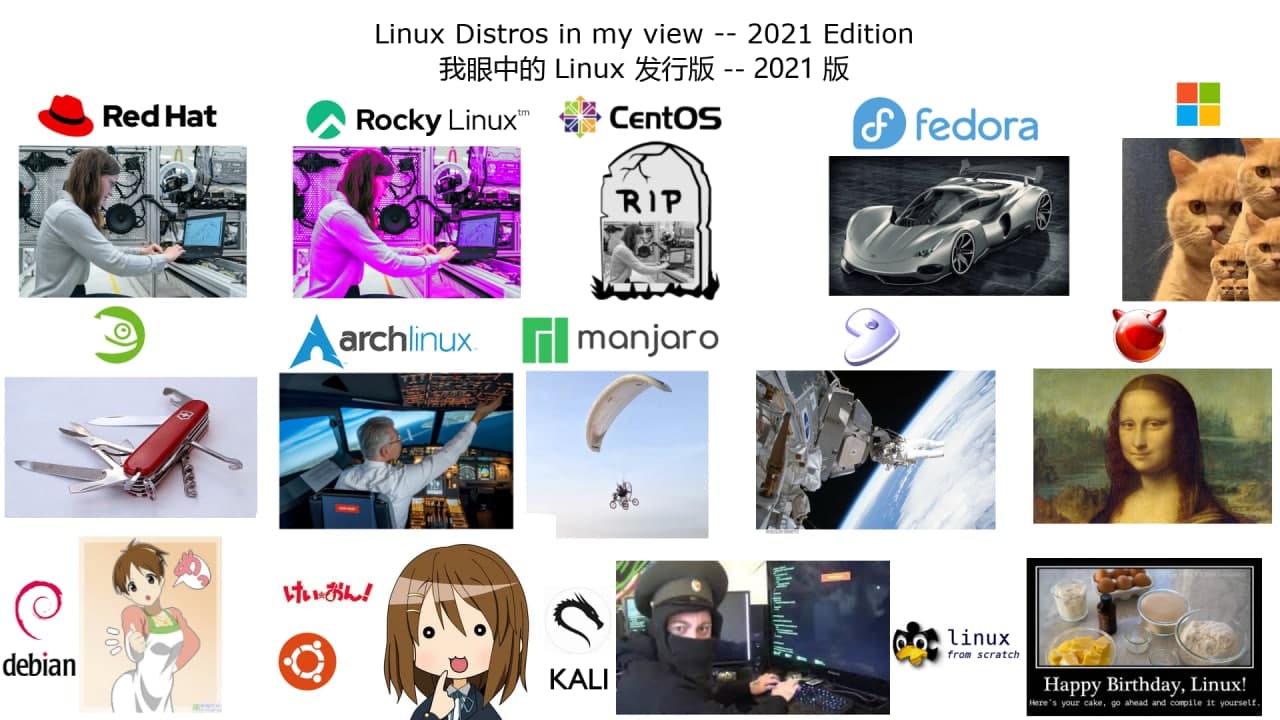 Linux Distros in my view -- 2021 Edition
我眼中的 Linux 发行版 -- 2021 版
Red Hat
Rocky Linux™
CentOS
fedora
RIP
archlinux
manjaro
debian
けいおん!
KALI
linux
from scratch
Happy Birthday, Linux!
Here's your cake, go ahead and compile it yourself.